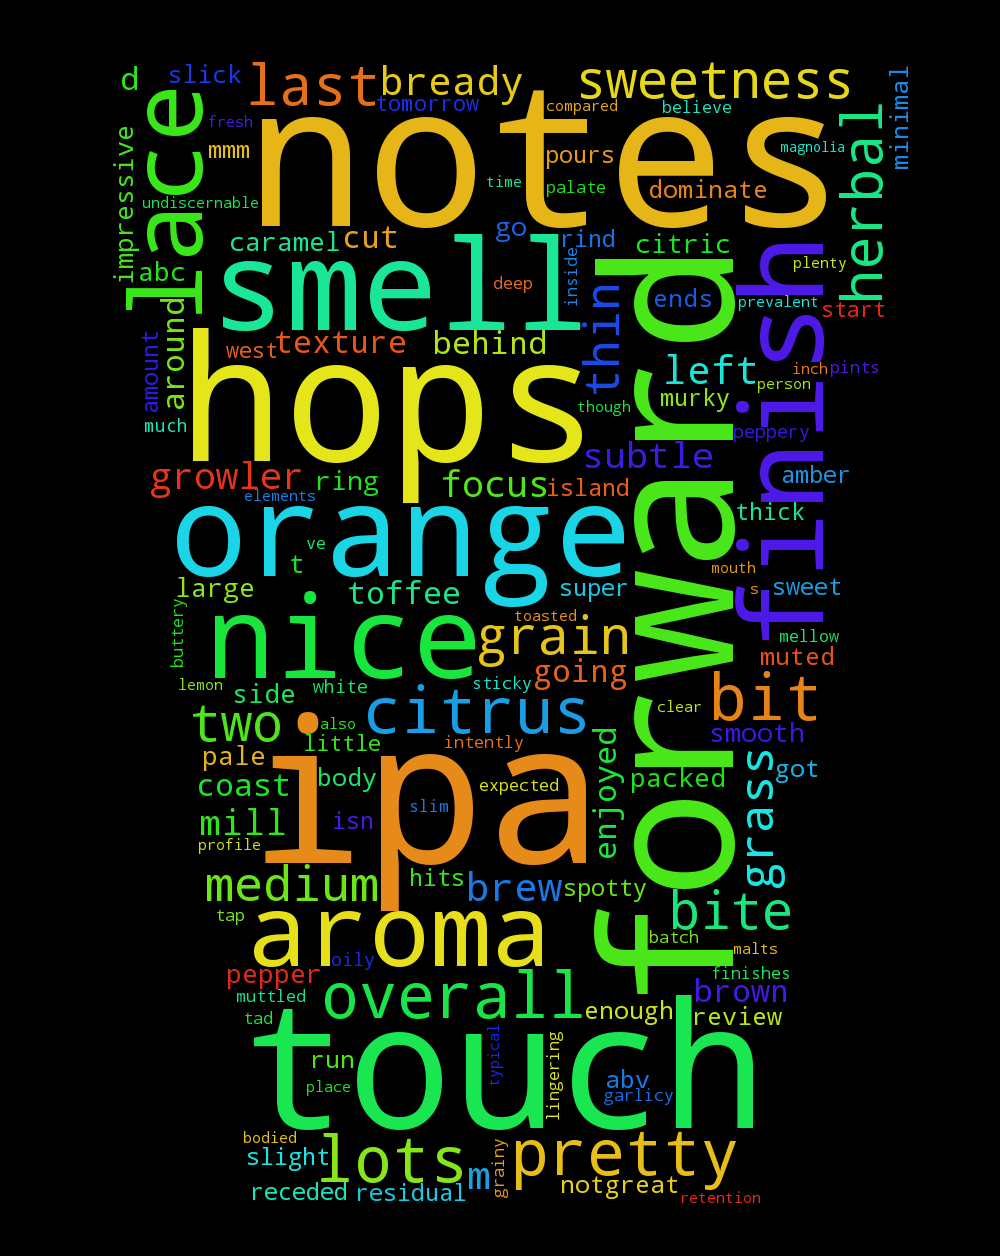 d
slick
last
bready
sweetness
minimal
tomorrow
compared
believe
lace
fresh
notes
herbal
impressive
mmm
pours
magnolia
time
palate
dominate
undiscernable
go
rind
caramel
cut
citric
finish
abc
smell
deep
inside
forward
plenty
ends
prevalent
start
around
thin
amount
west
texture
behind
left
inch
pints
person
hops
though
murky
much
peppery
subtle
growler
ring
focus
island
amber
elements
orange
thick
ve
t
mouth
s
large
toffee
super
sweet
buttery
nice
toasted
grain
mellow
going
muted
lemon
side
white
sticky
bit
citrus
clear
two
also
little
smooth
pale
intently
enjoyed
grass
got
coast
body
ipa
expected
packed
slim
mill
isn
profile
medium
hits
brew
spotty
bite
tap
aroma
batch
malts
oily
pepper
finishes
muttled
overall
brown
enough
review
tad
touch
run
typical
lingering
place
abv
garlicy
bodied
slight
lots
m
grainy
pretty
receded
residual
notgreat
retention